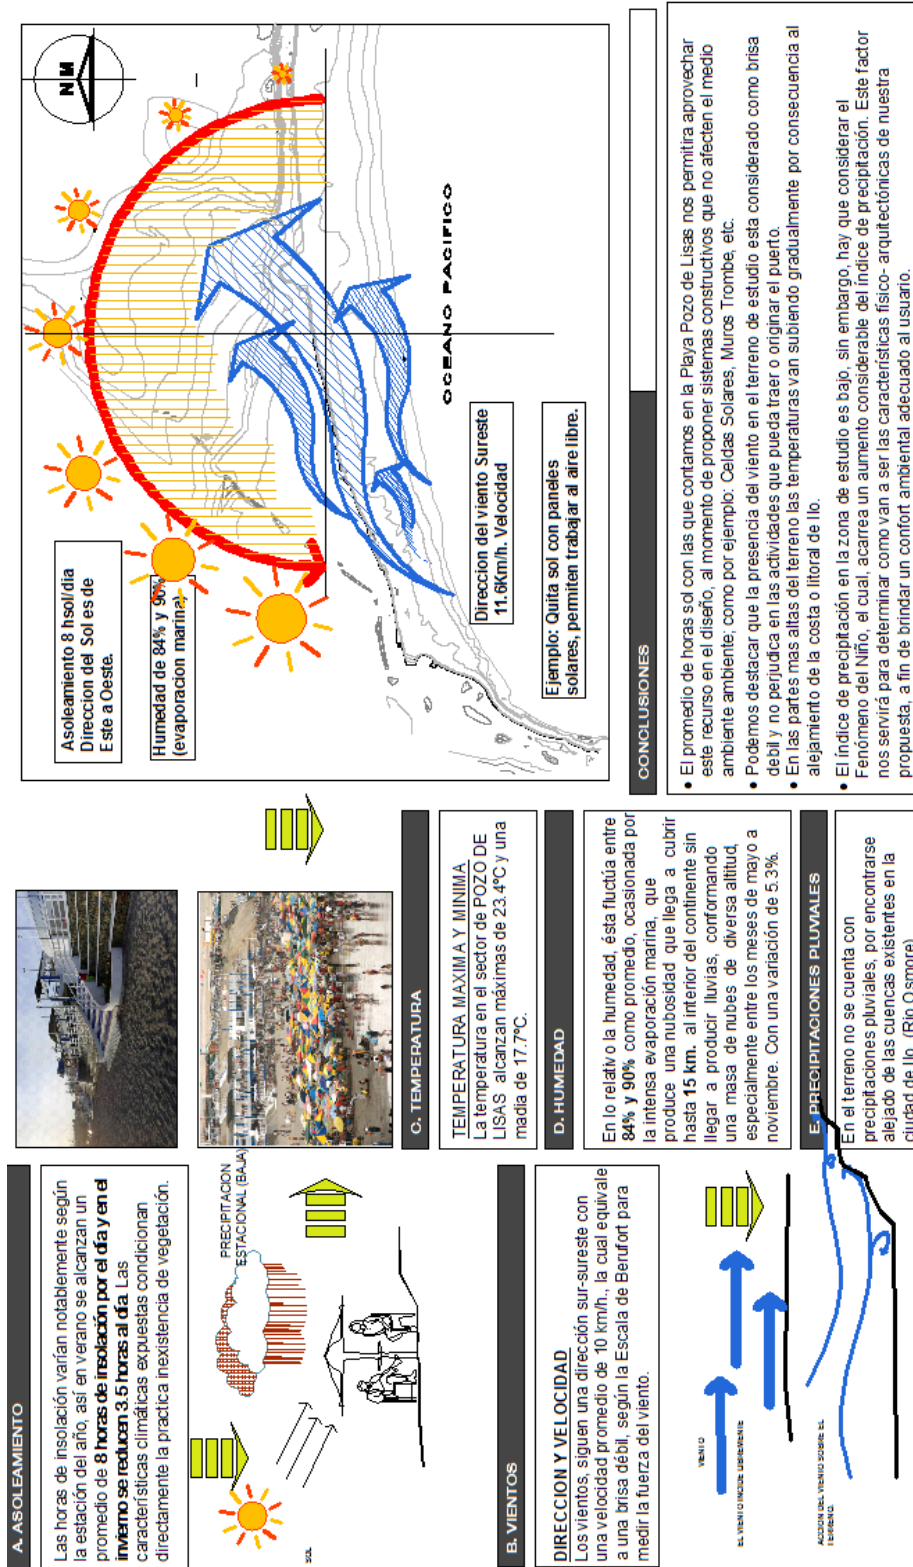 A. ASOLEAMIENTO
Las horas de insolación varían notablemente según
la estación del año, así en verano se alcanzan un
promedio de 8 horas de insolación por el día y en el
invierno se reducen 3.5 horas al día. Las
características climáticas expuestas condicionan
directamente la practica inexistencia de vegetación.
PRECIPITACION
ESTACIONAL (BAJA)
SOL
B. VIENTOS
DIRECCION Y VELOCIDAD
Los vientos, siguen una dirección sur-sureste con
una velocidad promedio de 10 km/h., la cual equivale
a una brisa débil, según la Escala de Berufort para
medir la fuerza del viento.
VIENTO
EL VIENTO INCIDE LIBREMENTE
ACCION DEL VIENTO SOBRE EL
TERRENO.
C. TEMPERATURA
TEMPERATURA MAXIMA Y MINIMA
La temperatura en el sector de POZO DE
LISAS alcanzan máximas de 23.4ºC y una
madia de 17.7ºC.
D. HUMEDAD
En lo relativo la humedad, ésta fluctúa entre
84% y 90% como promedio, ocasionada por
la intensa evaporación marina, que
produce una nubosidad que llega a cubrir
hasta 15 km. al interior del continente sin
llegar a producir lluvias, conformando
una masa de nubes de diversa altitud,
especialmente entre los meses de mayo a
noviembre. Con una variación de 5.3%.
E. PRECIPITACIONES PLUVIALES
En el terreno no se cuenta con
precipitaciones pluviales, por encontrarse
alejado de las cuencas existentes en la
ciudad de Ilo. (Rio Osmore)
Asoleamiento 8 hsol/dia
Direccion del Sol es de
Este a Oeste.
Humedad de 84% y 90%
(evaporacion marina)
NM
OCEANO PACIFICO
Direccion del viento Sureste
11.6Km/h. Velocidad
Ejemplo: Quita sol con paneles
solares, permiten trabajar al aire libre.
CONCLUSIONES
• El promedio de horas sol con las que contamos en la Playa Pozo de Lisas nos permitira aprovechar
este recurso en el diseño, al momento de proponer sistemas constructivos que no afecten el medio
ambiente ambiente; como por ejemplo: Celdas Solares, Muros Trombe, etc.
• Podemos destacar que la presencia del viento en el terreno de estudio esta considerado como brisa
debil y no perjudica en las actividades que pueda traer o originar el puerto.
• En las partes mas altas del terreno las temperaturas van subiendo gradualmente por consecuencia al
alejamiento de la costa o litoral de Ilo.
• El índice de precipitación en la zona de estudio es bajo, sin embargo, hay que considerar el
Fenómeno del Niño, el cual, acarrea un aumento considerable del índice de precipitación. Este factor
nos servirá para determinar como van a ser las características físico- arquitectónicas de nuestra
propuesta, a fin de brindar un confort ambiental adecuado al usuario.